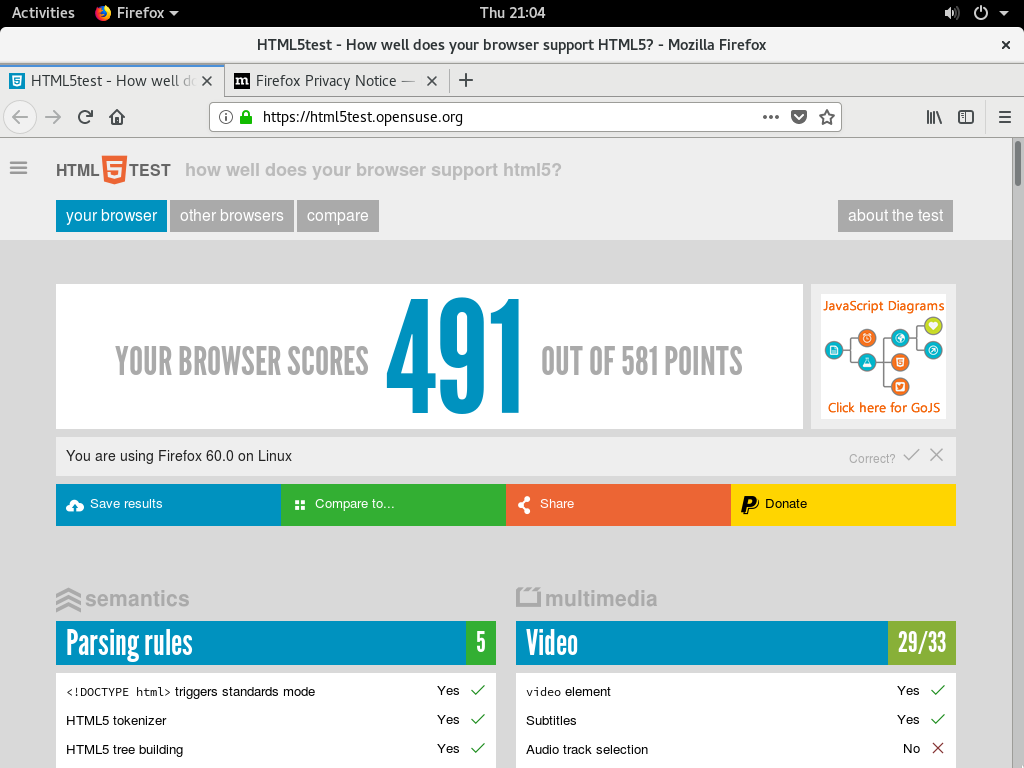 Activities Firefox Thu 21:04
HTML5test - How well does your browser support HTML5? - Mozilla Firefox
HTML5test - How well do Firefox Privacy Notice —
https://html5test.opensuse.org
HTML 5 TEST how well does your browser support html5?
your browser other browsers compare about the test
JavaScript Diagrams
YOUR BROWSER SCORES 491 OUT OF 581 POINTS
Click here for GoJS
You are using Firefox 60.0 on Linux Correct?
Save results Compare to... Share Donate
semantics multimedia
Parsing rules 5 Video 29/33
<!DOCTYPE html> triggers standards mode Yes video element Yes
HTML5 tokenizer Yes Subtitles Yes
HTML5 tree building Yes Audio track selection No